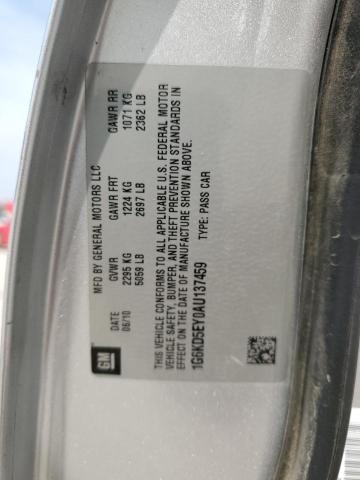 GM
MFD BY GENERAL MOTORS LLC
DATE GVWR GAWR FRT GAWR RR
06/10 2295 KG 1224 KG 1071 KG
5059 LB 2697 LB 2362 LB
THIS VEHICLE CONFORMS TO ALL APPLICABLE U.S. FEDERAL MOTOR
VEHICLE SAFETY, BUMPER, AND THEFT PREVENTION STANDARDS IN
EFFECT ON THE DATE OF MANUFACTURE SHOWN ABOVE.
1G6KD5EY0AU137459 TYPE: PASS CAR